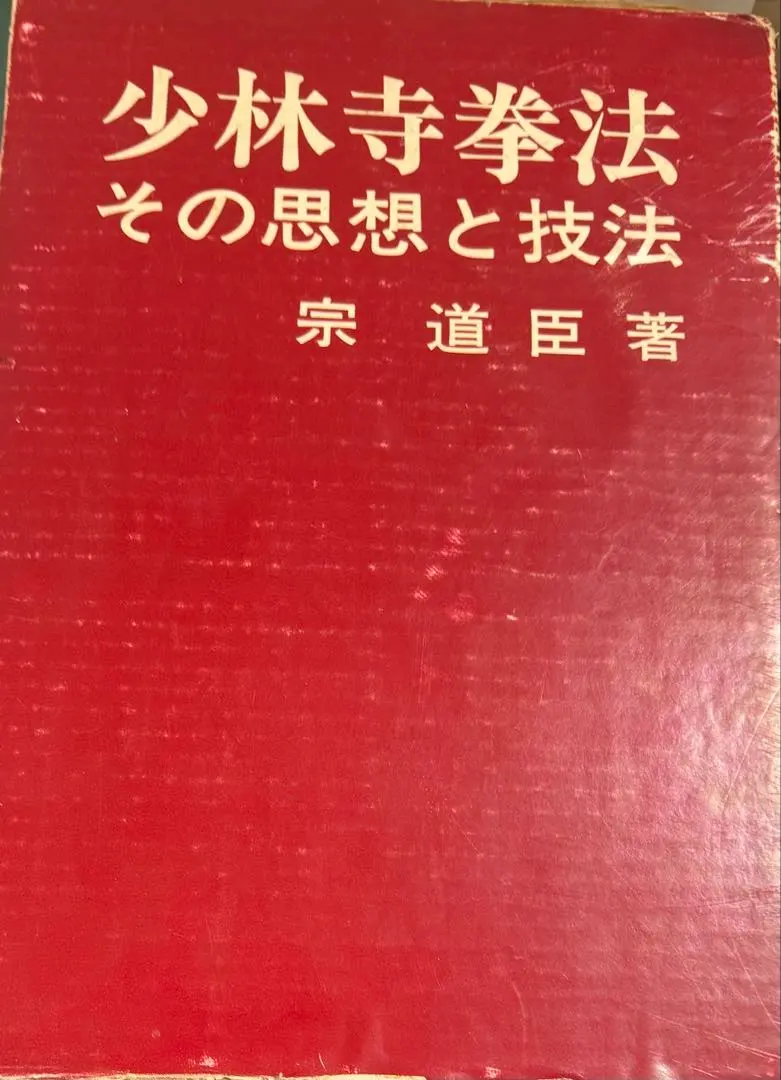 少林寺拳法
その思想と技法
宗 道臣 著